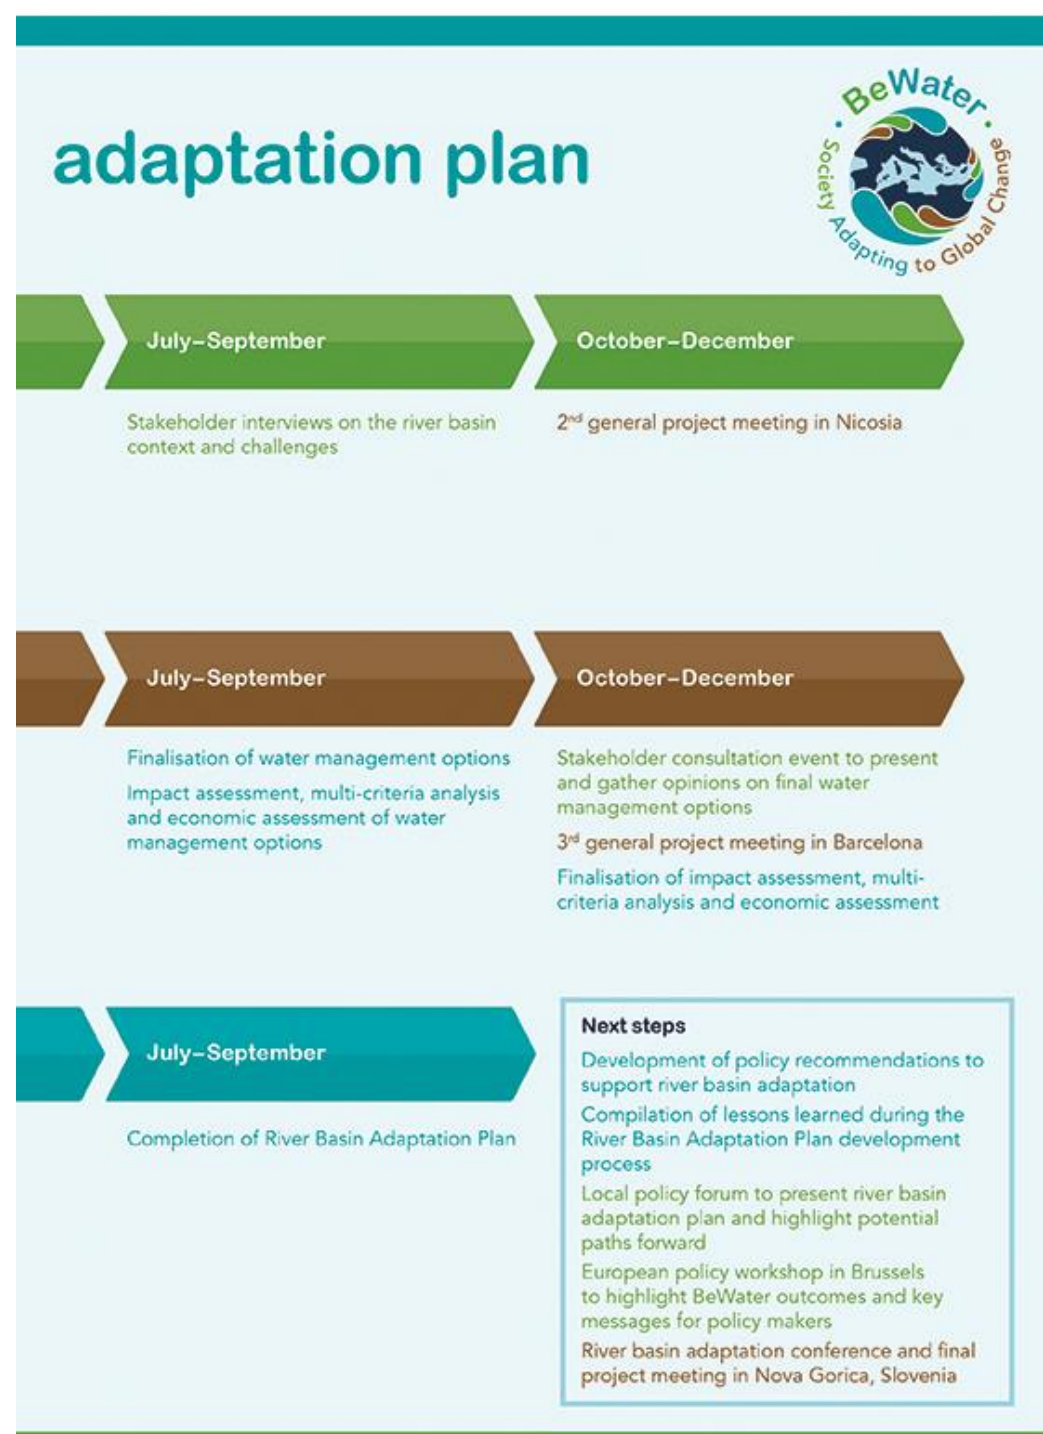 adaptation plan
BeWater
Society Adapting to Global Change
July–September
October–December
Stakeholder interviews on the river basin
context and challenges
2nd general project meeting in Nicosia
July–September
October–December
Finalisation of water management options
Impact assessment, multi-criteria analysis
and economic assessment of water
management options
Stakeholder consultation event to present
and gather opinions on final water
management options
3rd general project meeting in Barcelona
Finalisation of impact assessment, multi-
criteria analysis and economic assessment
July–September
Completion of River Basin Adaptation Plan
Next steps
Development of policy recommendations to
support river basin adaptation
Compilation of lessons learned during the
River Basin Adaptation Plan development
process
Local policy forum to present river basin
adaptation plan and highlight potential
paths forward
European policy workshop in Brussels
to highlight BeWater outcomes and key
messages for policy makers
River basin adaptation conference and final
project meeting in Nova Gorica, Slovenia